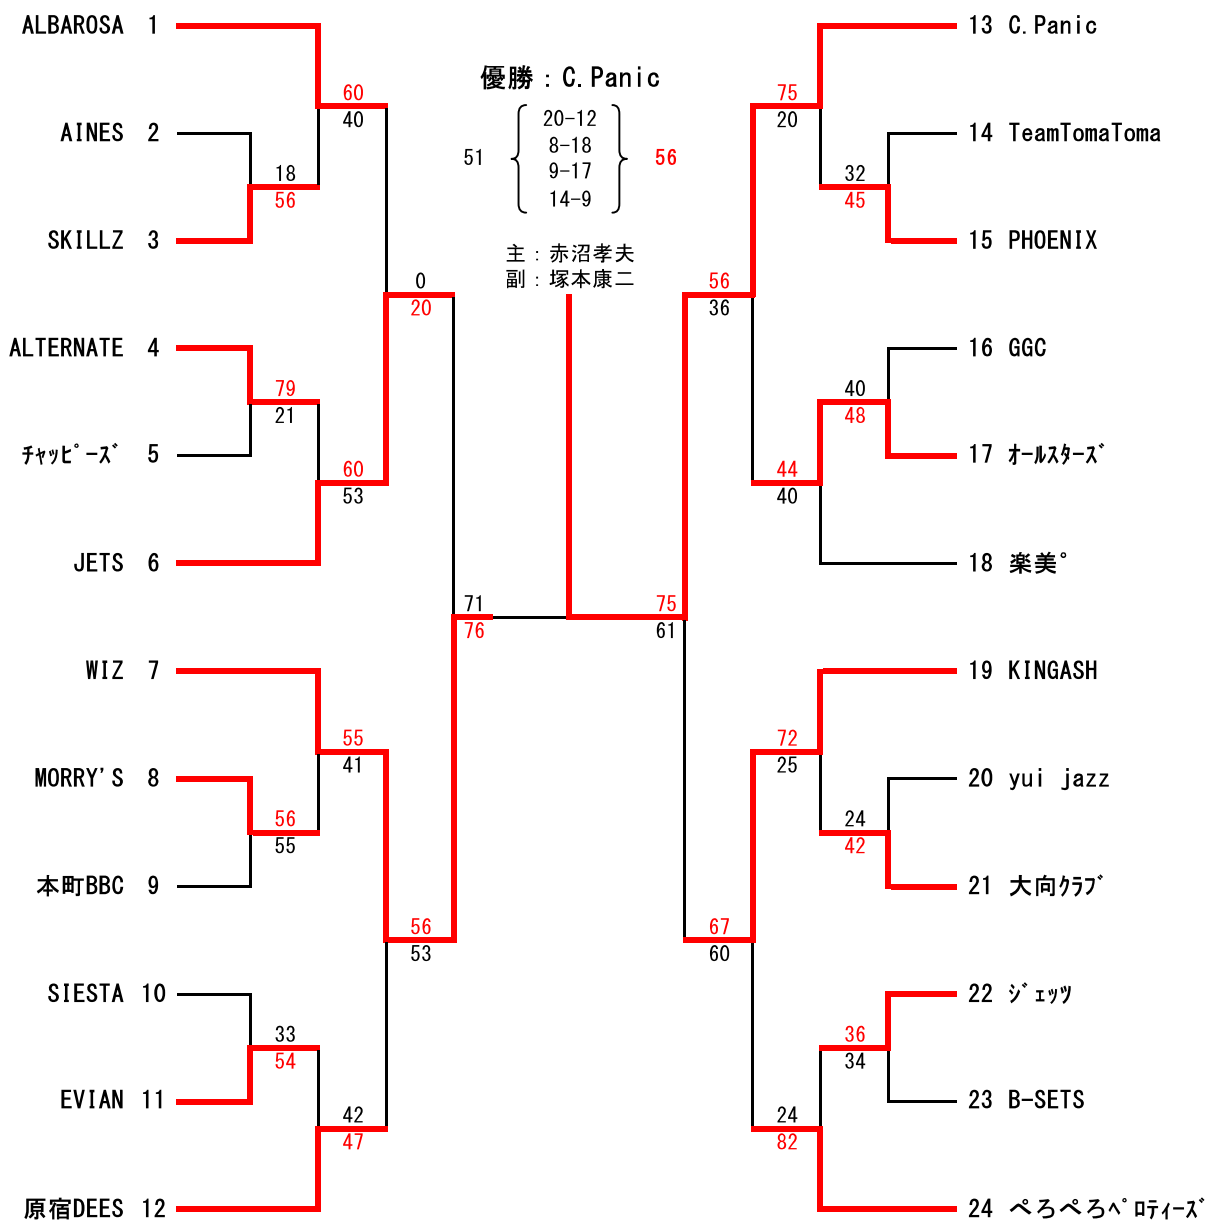 ALBAROSA 1
AINES 2
SKILLZ 3
ALTERNATE 4
ﾁｬｯﾋﾟｰｽﾞ 5
JETS 6
WIZ 7
MORRY'S 8
本町BBC 9
SIESTA 10
EVIAN 11
原宿DEES 12
60
40
18
56
79
21
60
53
0
20
55
41
56
55
33
54
42
47
56
53
71
76
優勝：C.Panic
20-12
8-18
9-17
14-9
51
56
主：赤沼孝夫
副：塚本康二
75
61
75
20
32
45
56
36
40
48
44
40
72
25
24
42
67
60
36
34
24
82
13 C.Panic
14 TeamTomaToma
15 PHOENIX
16 GGC
17 ｵｰﾙｽﾀｰｽﾞ
18 楽美ﾟ
19 KINGASH
20 yui jazz
21 大向ｸﾗﾌﾞ
22 ｼﾞｪｯﾂ
23 B-SETS
24 ぺろぺろﾍﾟﾛﾃｨｰｽﾞ